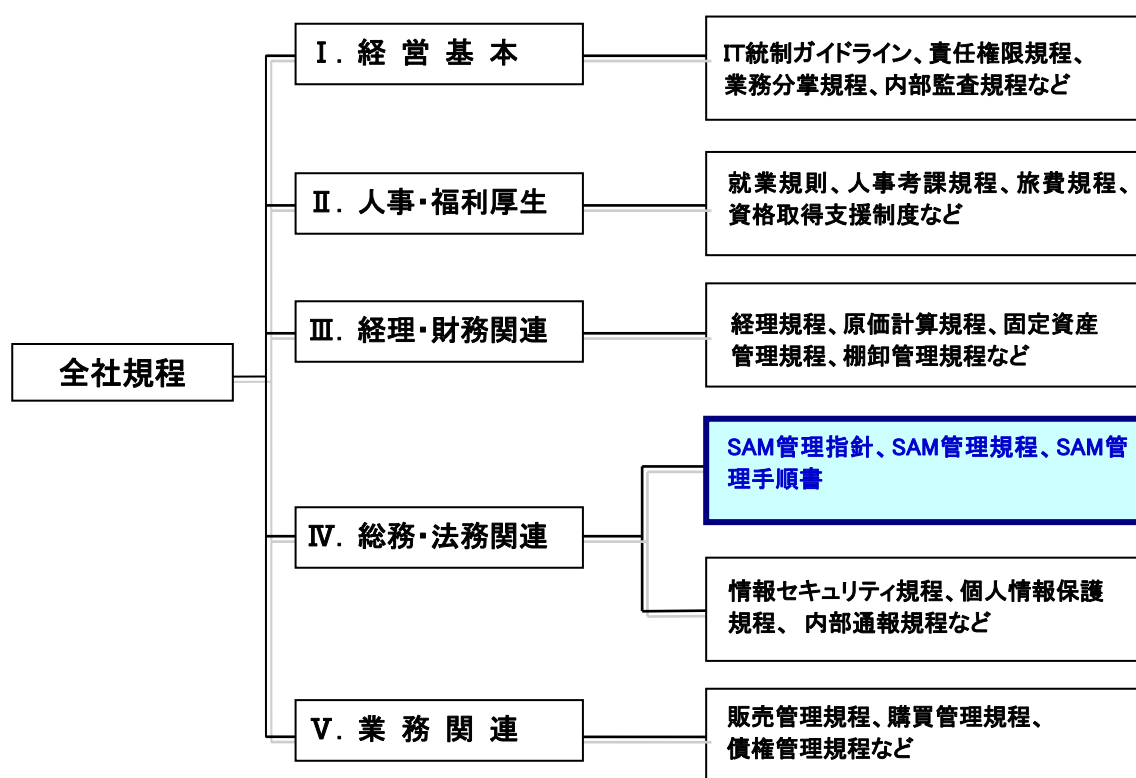 全社規程
Ⅰ. 経 営 基 本
IT統制ガイドライン、責任権限規程、
業務分掌規程、内部監査規程など
Ⅱ. 人事・福利厚生
就業規則、人事考課規程、旅費規程、
資格取得支援制度など
Ⅲ. 経理・財務関連
経理規程、原価計算規程、固定資産
管理規程、棚卸管理規程など
Ⅳ. 総務・法務関連
SAM管理指針、SAM管理規程、SAM管
理手順書
情報セキュリティ規程、個人情報保護
規程、 内部通報規程など
Ⅴ. 業 務 関 連
販売管理規程、購買管理規程、
債権管理規程など